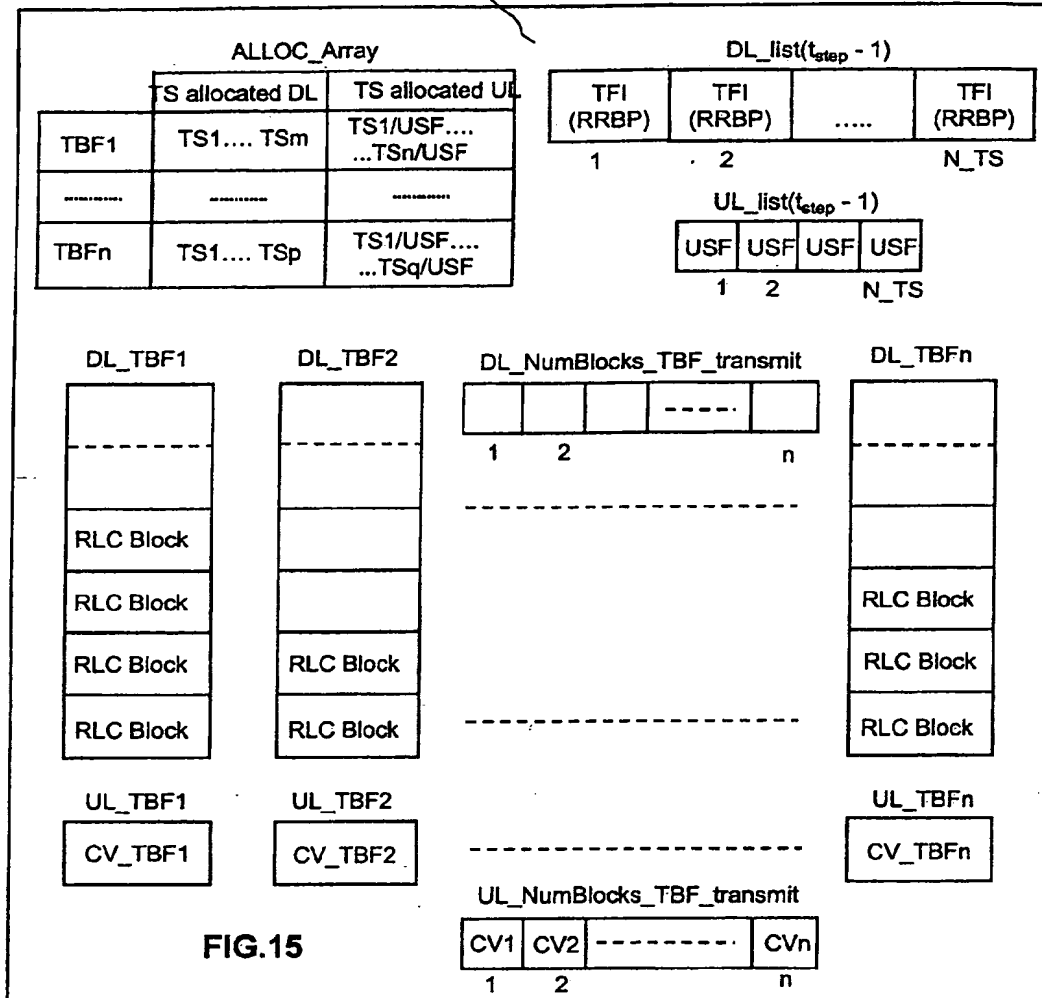 ALLOC_Array
TS allocated DL TS allocated UL
TBF1 TS1.... TSm TS1/USF....
...TSn/USF
............ ............ ............
TBFn TS1.... TSp TS1/USF....
...TSq/USF
DL_list(tstep - 1)
TFI (RRBP) TFI (RRBP) ..... TFI (RRBP)
1 2 N_TS
UL_list(tstep - 1)
USF USF USF USF
1 2 N_TS
DL_TBF1 DL_TBF2 DL_NumBlocks_TBF_transmit DL_TBFn
1 2 n
RLC Block
RLC Block RLC Block
RLC Block RLC Block RLC Block
RLC Block RLC Block RLC Block
UL_TBF1 UL_TBF2 UL_TBFn
CV_TBF1 CV_TBF2 CV_TBFn
UL_NumBlocks_TBF_transmit
CV1 CV2 CVn
1 2 n
FIG.15